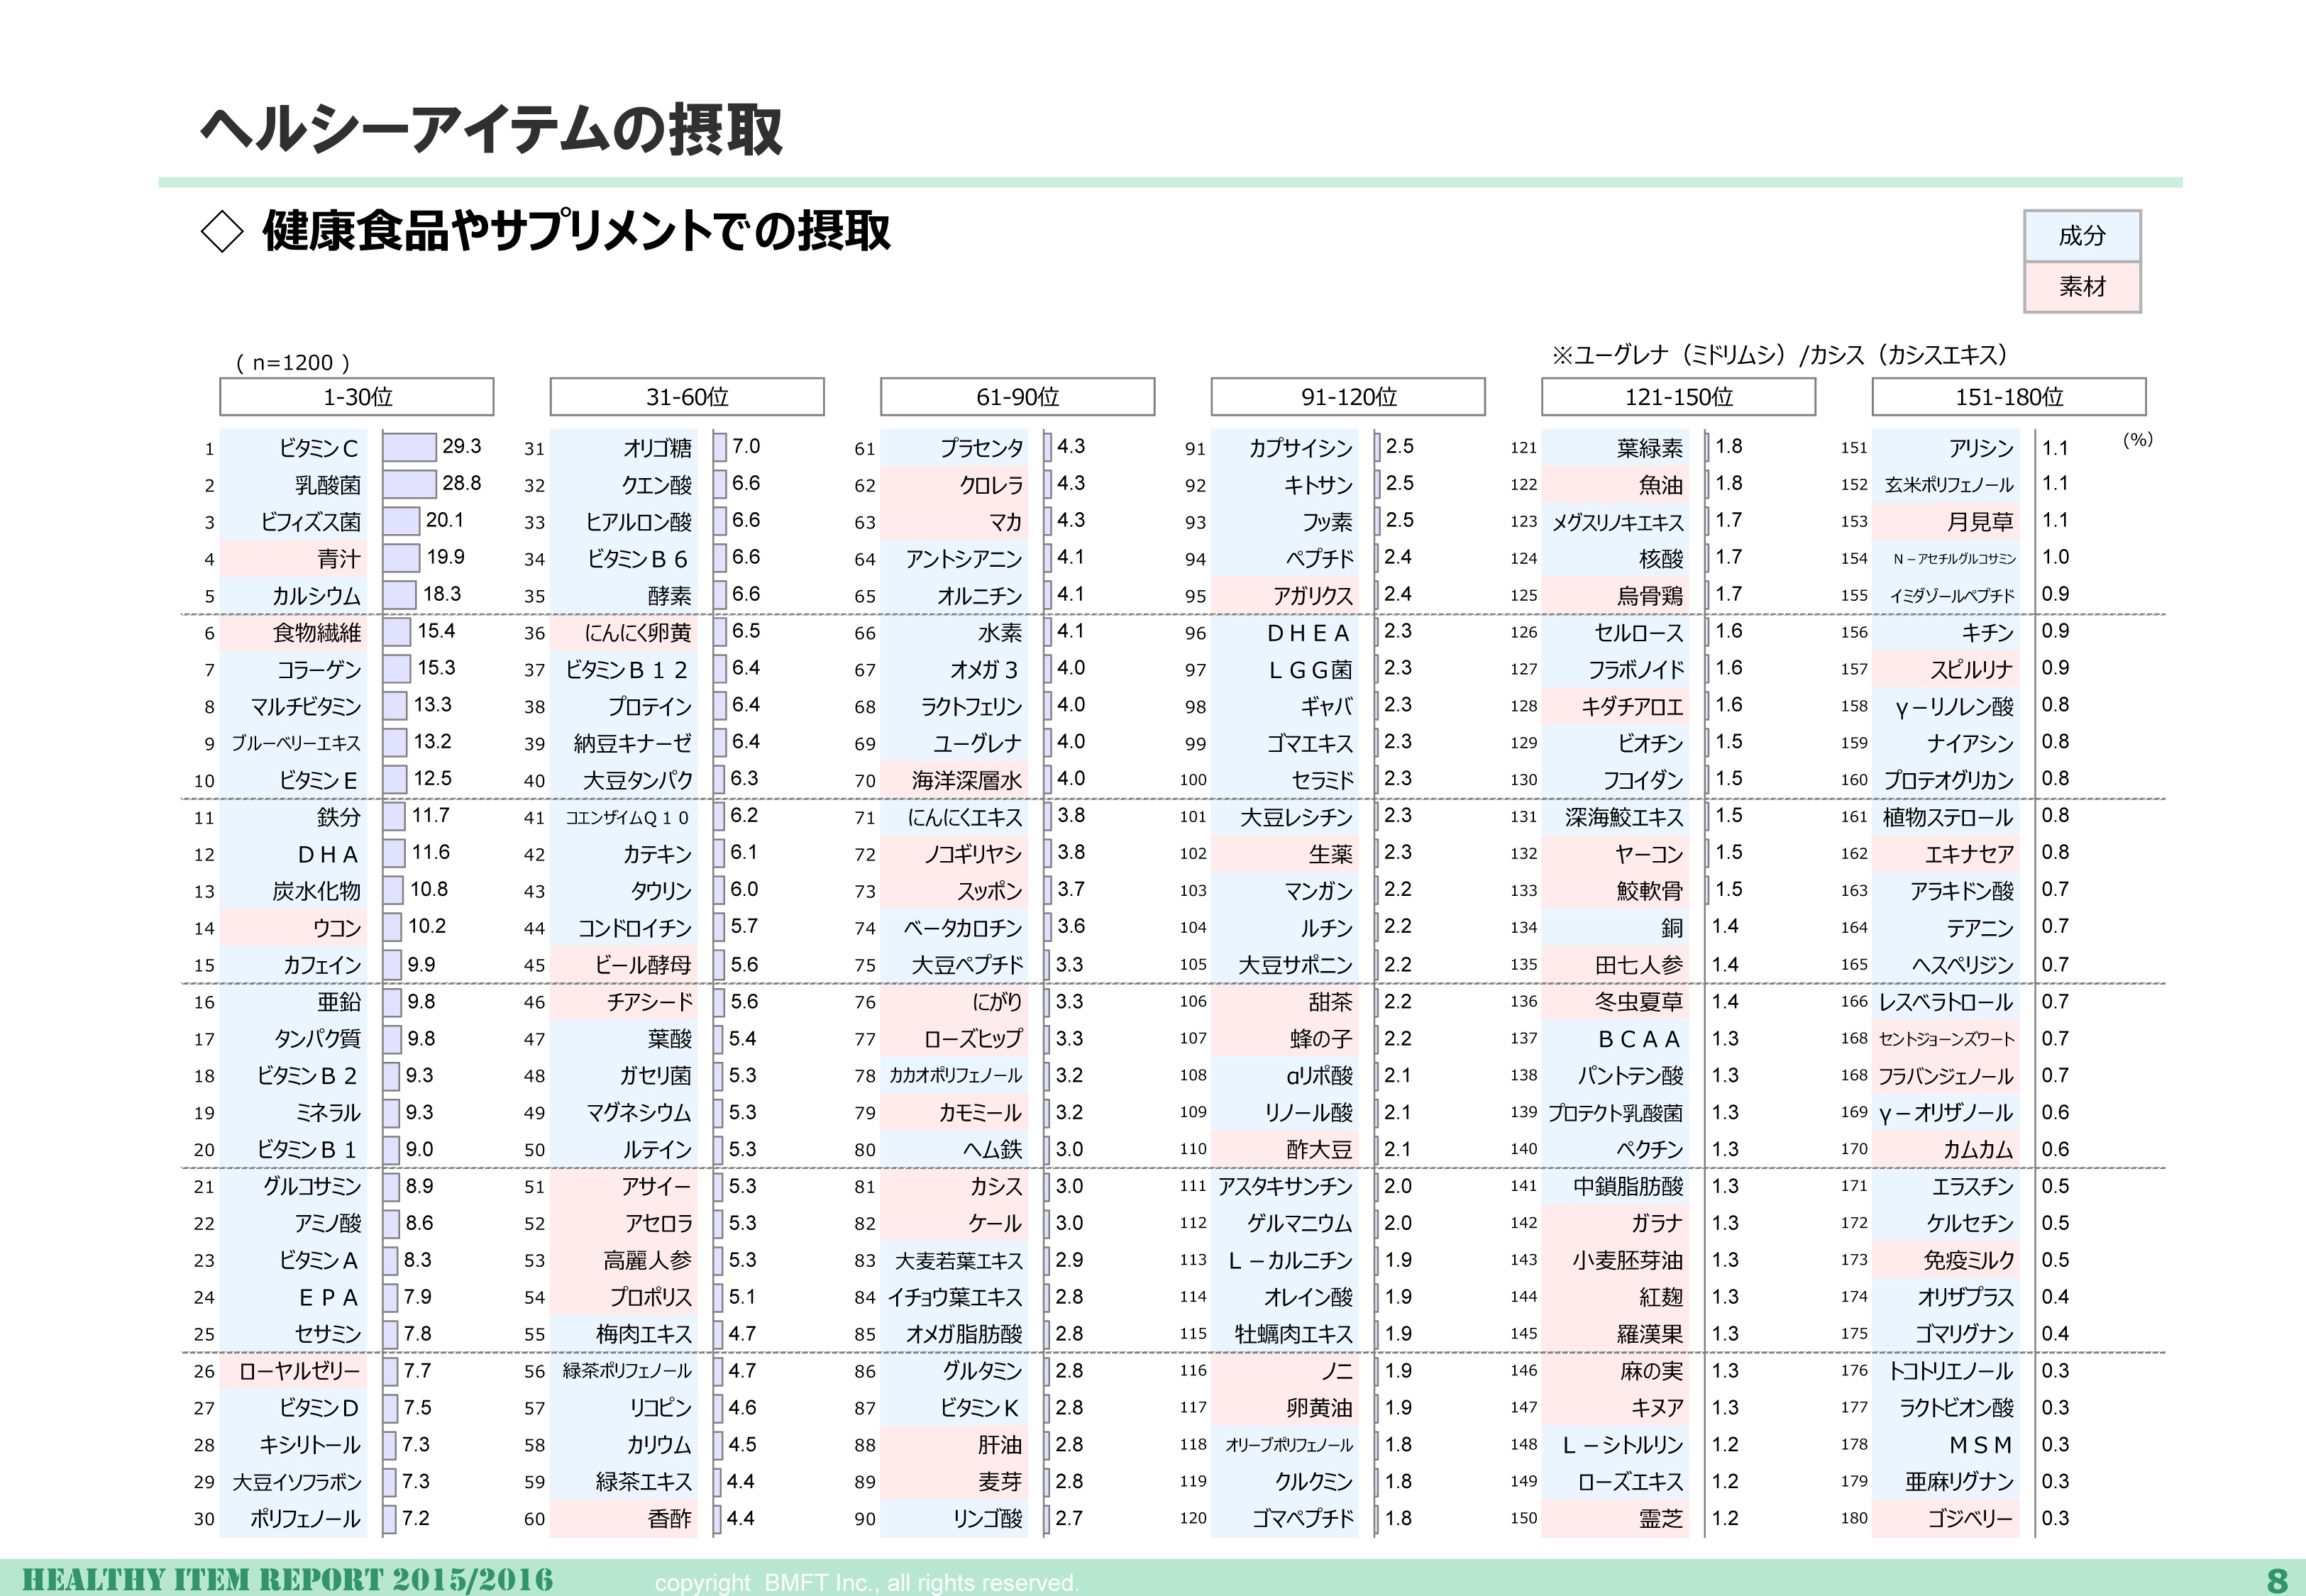 ヘルシーアイテムの摂取
◇ 健康食品やサプリメントでの摂取
成分
素材
( n=1200 )
※ユーグレナ（ミドリムシ）/カシス（カシスエキス）
1-30位
31-60位
61-90位
91-120位
121-150位
151-180位
(%)
1 ビタミンC 29.3
2 乳酸菌 28.8
3 ビフィズス菌 20.1
4 青汁 19.9
5 カルシウム 18.3
6 食物繊維 15.4
7 コラーゲン 15.3
8 マルチビタミン 13.3
9 ブルーベリーエキス 13.2
10 ビタミンE 12.5
11 鉄分 11.7
12 DHA 11.6
13 炭水化物 10.8
14 ウコン 10.2
15 カフェイン 9.9
16 亜鉛 9.8
17 タンパク質 9.8
18 ビタミンB2 9.3
19 ミネラル 9.3
20 ビタミンB1 9.0
21 グルコサミン 8.9
22 アミノ酸 8.6
23 ビタミンA 8.3
24 EPA 7.9
25 セサミン 7.8
26 ローヤルゼリー 7.7
27 ビタミンD 7.5
28 キシリトール 7.3
29 大豆イソフラボン 7.3
30 ポリフェノール 7.2
31 オリゴ糖 7.0
32 クエン酸 6.6
33 ヒアルロン酸 6.6
34 ビタミンB6 6.6
35 酵素 6.6
36 にんにく卵黄 6.5
37 ビタミンB12 6.4
38 プロテイン 6.4
39 納豆キナーゼ 6.4
40 大豆タンパク 6.3
41 コエンザイムQ10 6.2
42 カテキン 6.1
43 タウリン 6.0
44 コンドロイチン 5.7
45 ビール酵母 5.6
46 チアシード 5.6
47 葉酸 5.4
48 ガセリ菌 5.3
49 マグネシウム 5.3
50 ルテイン 5.3
51 アサイー 5.3
52 アセロラ 5.3
53 高麗人参 5.3
54 プロポリス 5.1
55 梅肉エキス 4.7
56 緑茶ポリフェノール 4.7
57 リコピン 4.6
58 カリウム 4.5
59 緑茶エキス 4.4
60 香酢 4.4
61 プラセンタ 4.3
62 クロレラ 4.3
63 マカ 4.3
64 アントシアニン 4.1
65 オルニチン 4.1
66 水素 4.1
67 オメガ3 4.0
68 ラクトフェリン 4.0
69 ユーグレナ 4.0
70 海洋深層水 4.0
71 にんにくエキス 3.8
72 ノコギリヤシ 3.8
73 スッポン 3.7
74 ベータカロチン 3.6
75 大豆ペプチド 3.3
76 にがり 3.3
77 ローズヒップ 3.3
78 カカオポリフェノール 3.2
79 カモミール 3.2
80 ヘム鉄 3.0
81 カシス 3.0
82 ケール 3.0
83 大麦若葉エキス 2.9
84 イチョウ葉エキス 2.8
85 オメガ脂肪酸 2.8
86 グルタミン 2.8
87 ビタミンK 2.8
88 肝油 2.8
89 麦芽 2.8
90 リンゴ酸 2.7
91 カプサイシン 2.5
92 キトサン 2.5
93 フッ素 2.5
94 ペプチド 2.4
95 アガリクス 2.4
96 DHEA 2.3
97 LGG菌 2.3
98 ギャバ 2.3
99 ゴマエキス 2.3
100 セラミド 2.3
101 大豆レシチン 2.3
102 生薬 2.3
103 マンガン 2.2
104 ルチン 2.2
105 大豆サポニン 2.2
106 甜茶 2.2
107 蜂の子 2.2
108 αリポ酸 2.1
109 リノール酸 2.1
110 酢大豆 2.1
111 アスタキサンチン 2.0
112 ゲルマニウム 2.0
113 L－カルニチン 1.9
114 オレイン酸 1.9
115 牡蠣肉エキス 1.9
116 ノニ 1.9
117 卵黄油 1.9
118 オリーブポリフェノール 1.8
119 クルクミン 1.8
120 ゴマペプチド 1.8
121 葉緑素 1.8
122 魚油 1.8
123 メグスリノキエキス 1.7
124 核酸 1.7
125 烏骨鶏 1.7
126 セルロース 1.6
127 フラボノイド 1.6
128 キダチアロエ 1.6
129 ビオチン 1.5
130 フコイダン 1.5
131 深海鮫エキス 1.5
132 ヤーコン 1.5
133 鮫軟骨 1.5
134 銅 1.4
135 田七人参 1.4
136 冬虫夏草 1.4
137 BCAA 1.3
138 パントテン酸 1.3
139 プロテクト乳酸菌 1.3
140 ペクチン 1.3
141 中鎖脂肪酸 1.3
142 ガラナ 1.3
143 小麦胚芽油 1.3
144 紅麹 1.3
145 羅漢果 1.3
146 麻の実 1.3
147 キヌア 1.3
148 L－シトルリン 1.2
149 ローズエキス 1.2
150 霊芝 1.2
151 アリシン 1.1
152 玄米ポリフェノール 1.1
153 月見草 1.1
154 N－アセチルグルコサミン 1.0
155 イミダゾールペプチド 0.9
156 キチン 0.9
157 スピルリナ 0.9
158 γ－リノレン酸 0.8
159 ナイアシン 0.8
160 プロテオグリカン 0.8
161 植物ステロール 0.8
162 エキナセア 0.8
163 アラキドン酸 0.7
164 テアニン 0.7
165 ヘスペリジン 0.7
166 レスベラトロール 0.7
168 セントジョーンズワート 0.7
168 フラバンジェノール 0.7
169 γ－オリザノール 0.6
170 カムカム 0.6
171 エラスチン 0.5
172 ケルセチン 0.5
173 免疫ミルク 0.5
174 オリザプラス 0.4
175 ゴマリグナン 0.4
176 トコトリエノール 0.3
177 ラクトビオン酸 0.3
178 MSM 0.3
179 亜麻リグナン 0.3
180 ゴジベリー 0.3
HEALTHY ITEM REPORT 2015/2016
copyright BMFT Inc., all rights reserved.
8